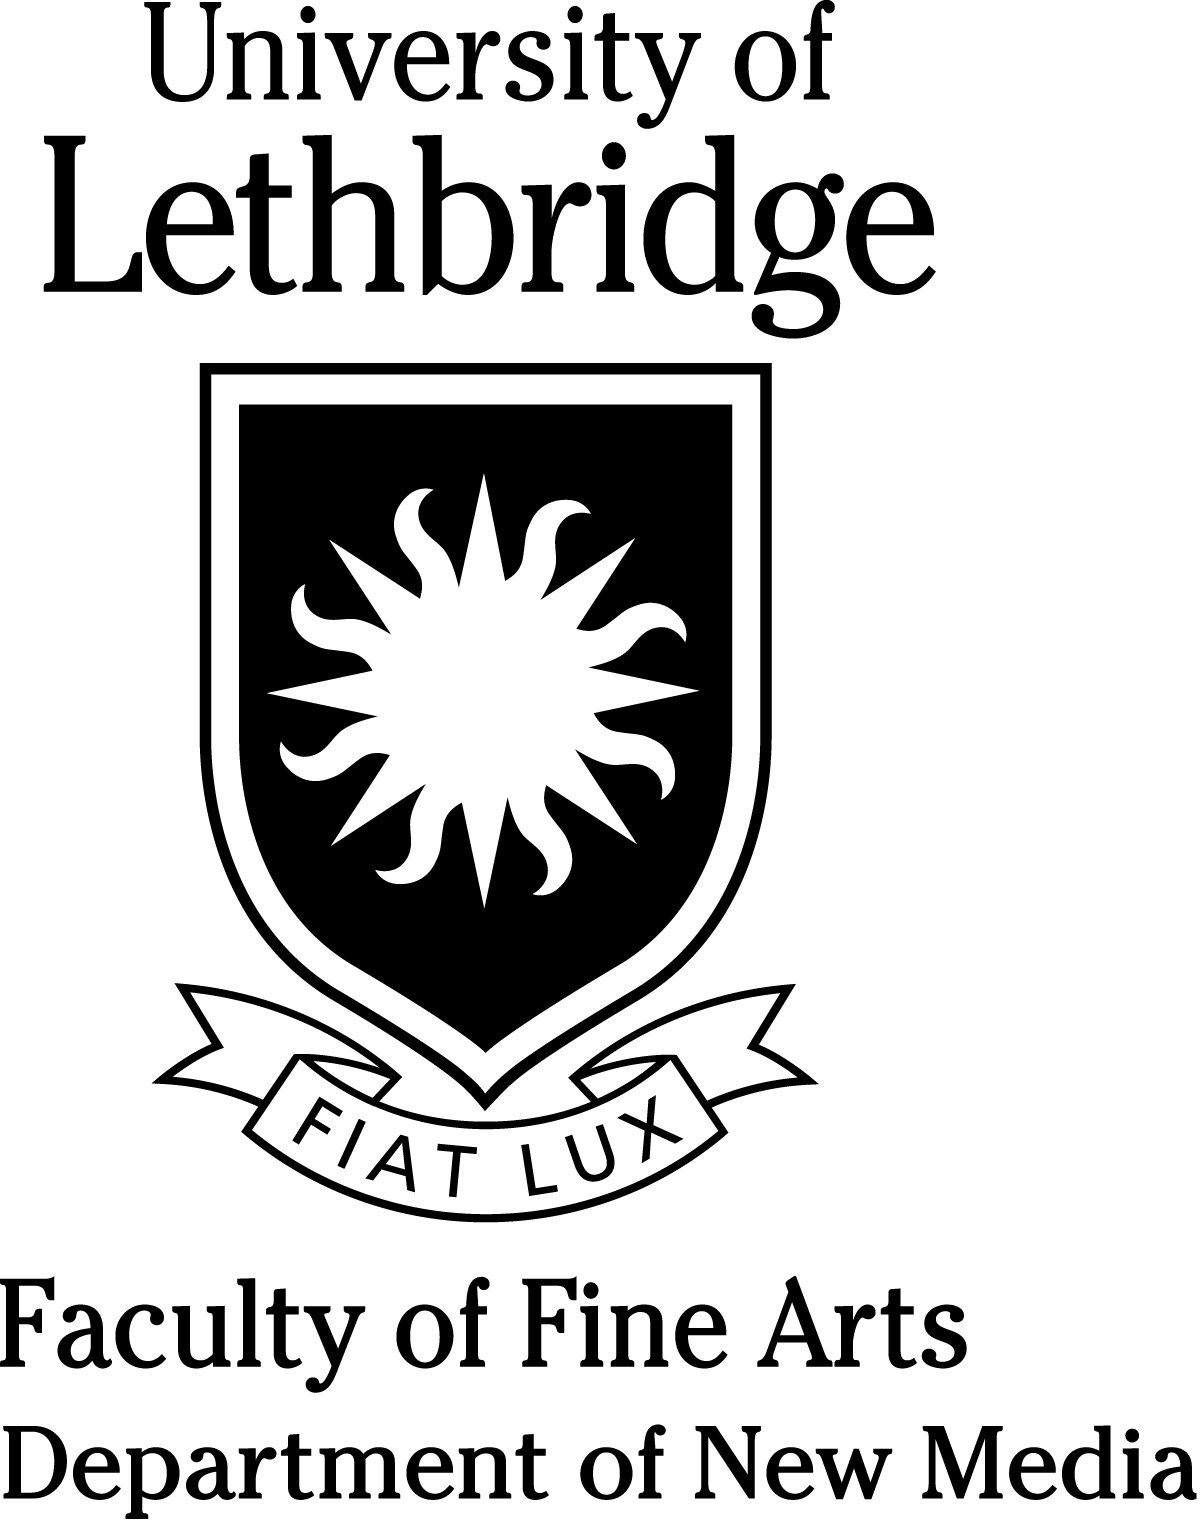 University of
Lethbridge
FIAT LUX
Faculty of Fine Arts
Department of New Media